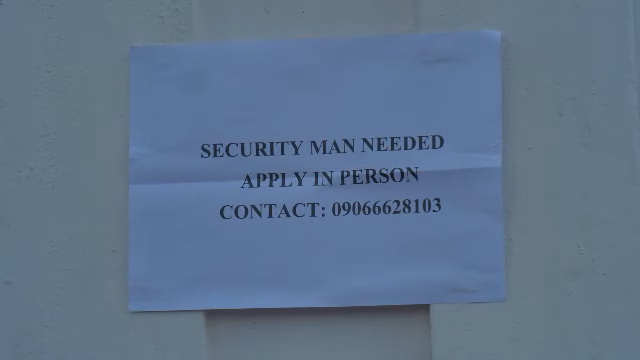 SECURITY MAN NEEDED
APPLY IN PERSON
CONTACT: 09066628103